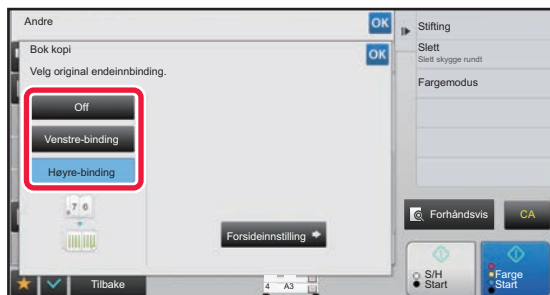 Andre
OK
Bok kopi
OK
Velg original endeinnbinding.
Off
Venstre-binding
Høyre-binding
7 6
Forsideinnstilling
Tilbake
4 A3
Stifting
Slett
Slett skygge rundt
Fargemodus
Forhåndsvis
CA
S/H
Start
Farge
Start